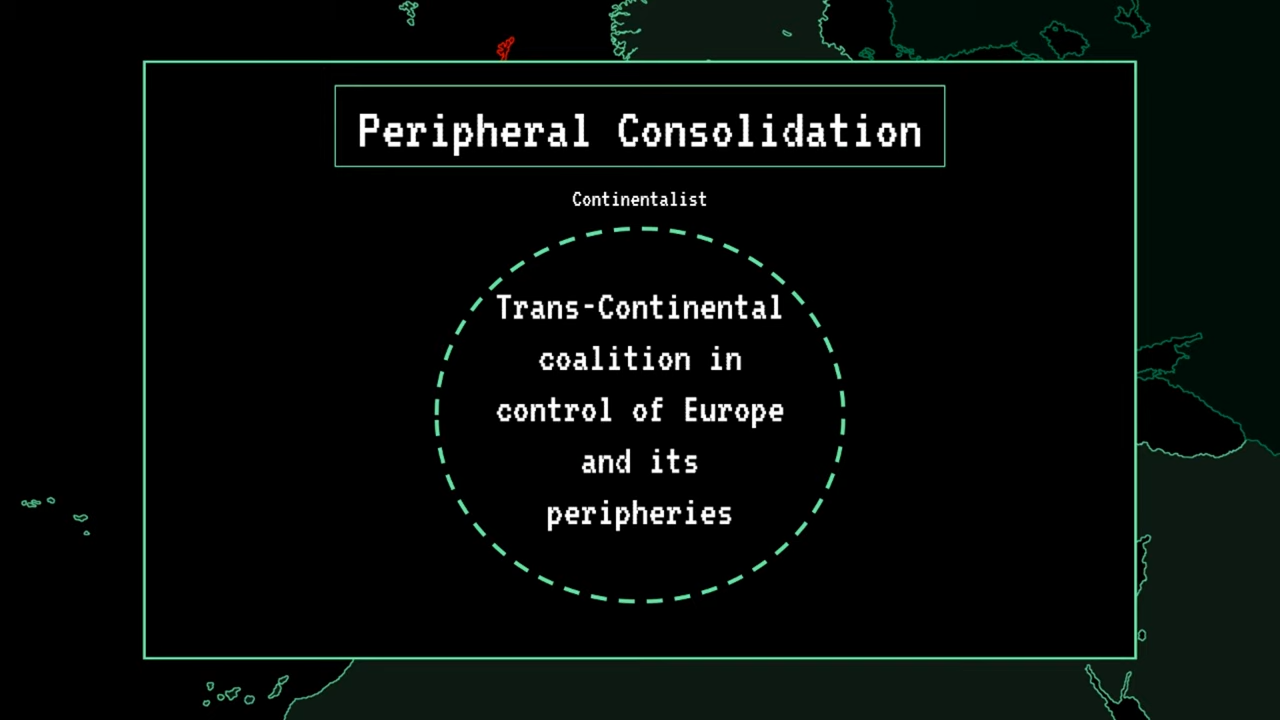 Peripheral Consolidation
Continentalist
Trans-Continental
coalition in
control of Europe
and its
peripheries